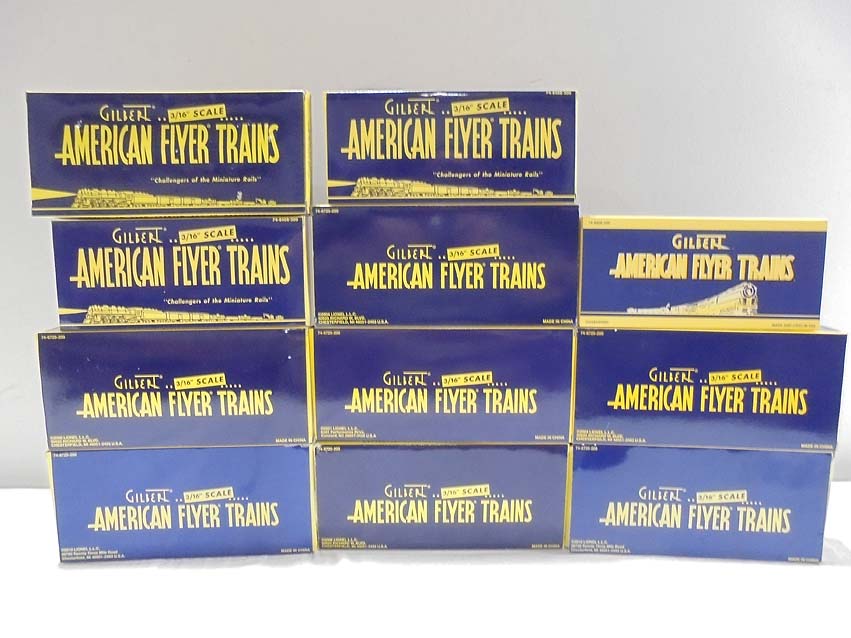 GILBERT
3/16" SCALE
AMERICAN FLYER TRAINS
"Challengers of the Miniature Rails"
GILBERT
3/16" SCALE
AMERICAN FLYER TRAINS
"Challengers of the Miniature Rails"
GILBERT
3/16" SCALE
AMERICAN FLYER TRAINS
"Challengers of the Miniature Rails"
GILBERT
3/16" SCALE
AMERICAN FLYER TRAINS
MADE IN CHINA
GILBERT
AMERICAN FLYER TRAINS
GILBERT
3/16" SCALE
AMERICAN FLYER TRAINS
MADE IN CHINA
GILBERT
3/16" SCALE
AMERICAN FLYER TRAINS
MADE IN CHINA
GILBERT
3/16" SCALE
AMERICAN FLYER TRAINS
MADE IN CHINA
GILBERT
3/16" SCALE
AMERICAN FLYER TRAINS
MADE IN CHINA
GILBERT
3/16" SCALE
AMERICAN FLYER TRAINS
MADE IN CHINA
GILBERT
3/16" SCALE
AMERICAN FLYER TRAINS
MADE IN CHINA